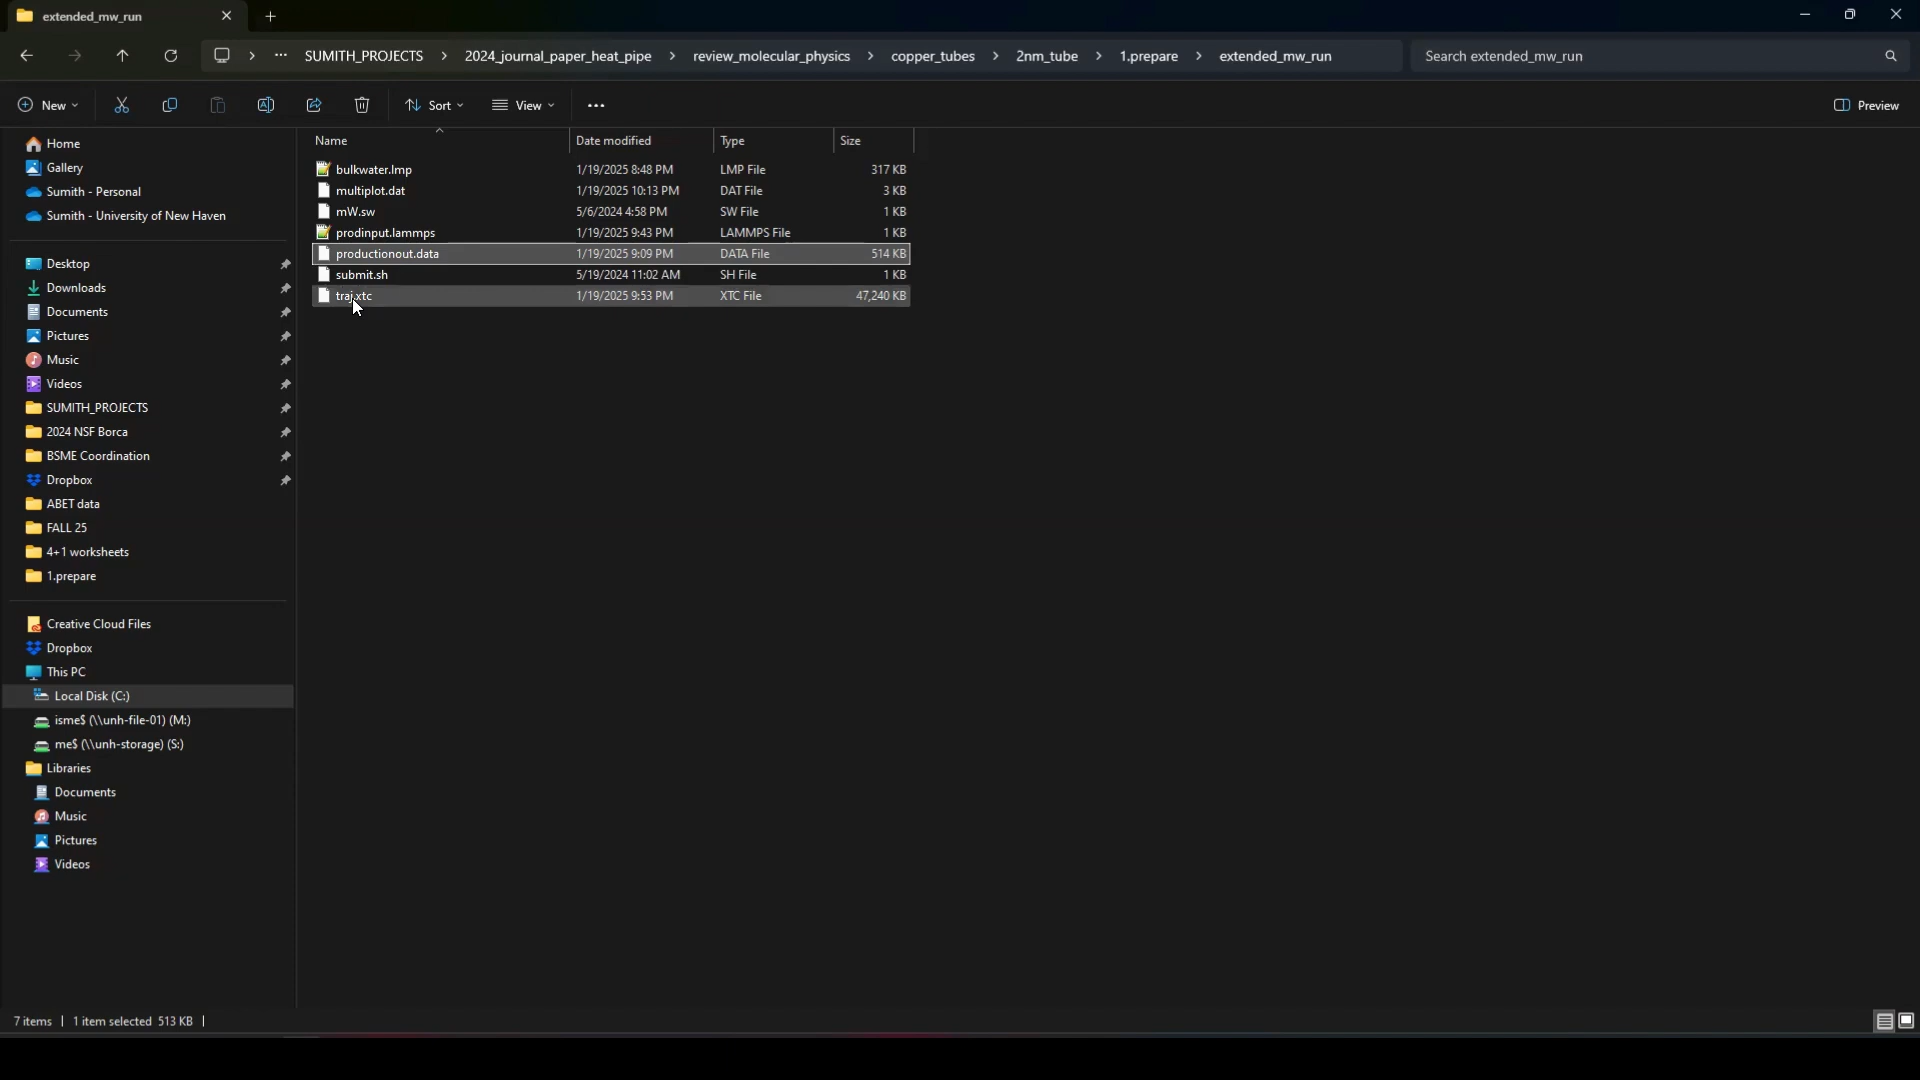 extended_mw_run
SUMITH_PROJECTS
2024_journal_paper_heat_pipe
review_molecular_physics
copper_tubes
2nm_tube
1.prepare
extended_mw_run
Search extended_mw_run
New
Sort
View
Preview
Home
Gallery
Sumith - Personal
Sumith - University of New Haven
Desktop
Downloads
Documents
Pictures
Music
Videos
SUMITH_PROJECTS
2024 NSF Borca
BSME Coordination
Dropbox
ABET data
FALL 25
4+1 worksheets
1.prepare
Creative Cloud Files
Dropbox
This PC
Local Disk (C:)
isme$ (\\unh-file-01) (M:)
me$ (\\unh-storage) (S:)
Libraries
Documents
Music
Pictures
Videos
Name Date modified Type Size
bulkwater.lmp 1/19/2025 8:48 PM LMP File 317 KB
multiplot.dat 1/19/2025 10:13 PM DAT File 3 KB
mW.sw 5/6/2024 4:58 PM SW File 1 KB
prodinput.lammps 1/19/2025 9:43 PM LAMMPS File 1 KB
productionout.data 1/19/2025 9:09 PM DATA File 514 KB
submit.sh 5/19/2024 11:02 AM SH File 1 KB
traj.xtc 1/19/2025 9:53 PM XTC File 47,240 KB
7 items 1 item selected 513 KB